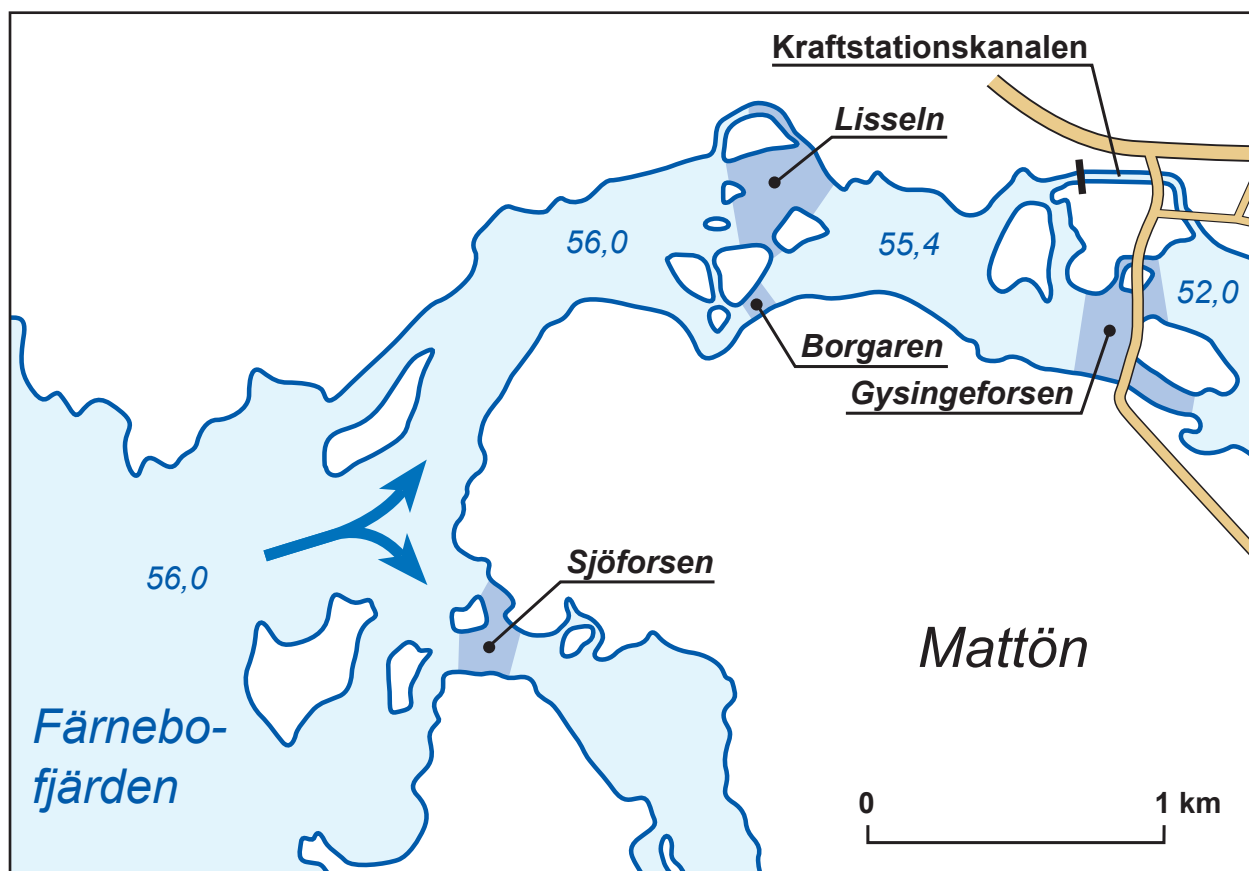 Kraftstationskanalen
Lisseln
56,0
55,4
52,0
Borgaren
Gysingeforsen
Sjöforsen
56,0
Mattön
Färnebo-
fjärden
0
1 km